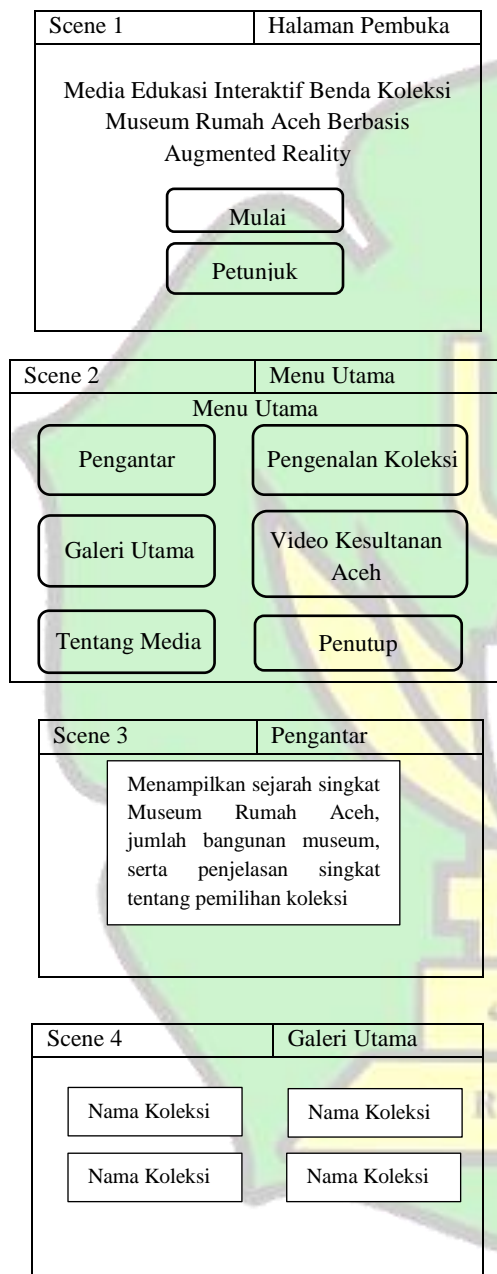 Scene 1 Halaman Pembuka
Media Edukasi Interaktif Benda Koleksi
Museum Rumah Aceh Berbasis
Augmented Reality
Mulai
Petunjuk
Scene 2 Menu Utama
Menu Utama
Pengantar Pengenalan Koleksi
Galeri Utama Video Kesultanan
Aceh
Tentang Media Penutup
Scene 3 Pengantar
Menampilkan sejarah singkat
Museum Rumah Aceh,
jumlah bangunan museum,
serta penjelasan singkat
tentang pemilihan koleksi
Scene 4 Galeri Utama
Nama Koleksi Nama Koleksi
Nama Koleksi Nama Koleksi